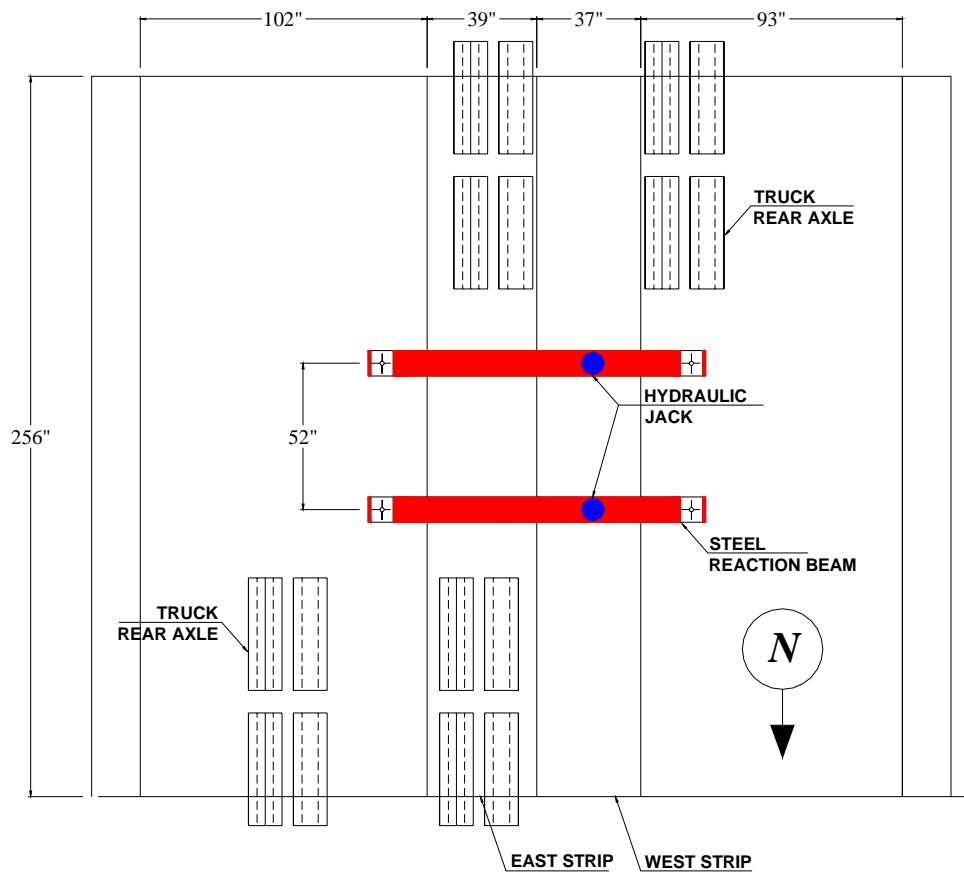 102" 39" 37" 93"
TRUCK
REAR AXLE
HYDRAULIC
JACK
256"
52"
STEEL
REACTION BEAM
TRUCK
REAR AXLE
N
EAST STRIP
WEST STRIP